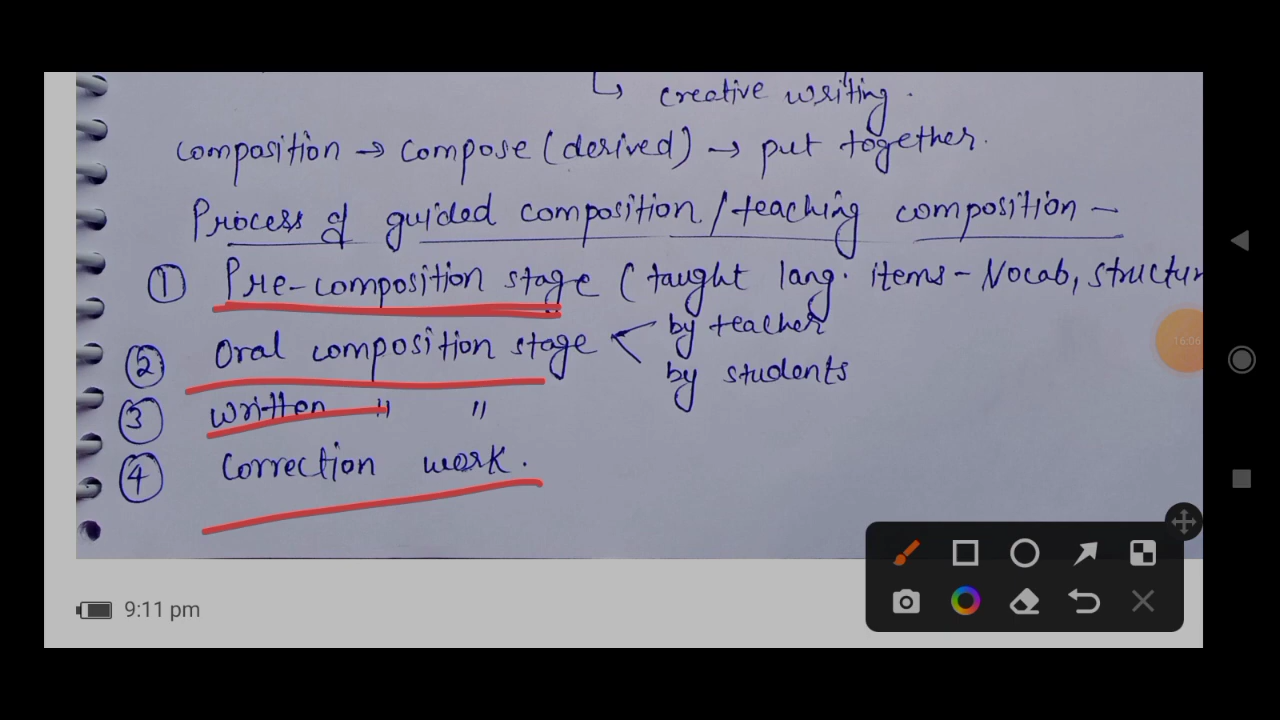 ↳ creative writing.
composition → compose (derived) → put together.
Process of guided composition / teaching composition –
① Pre-composition stage (taught lang. items - Vocab, structur
② Oral composition stage < by teacher
by students
③ written " "
④ Correction work.
16:06
9:11 pm